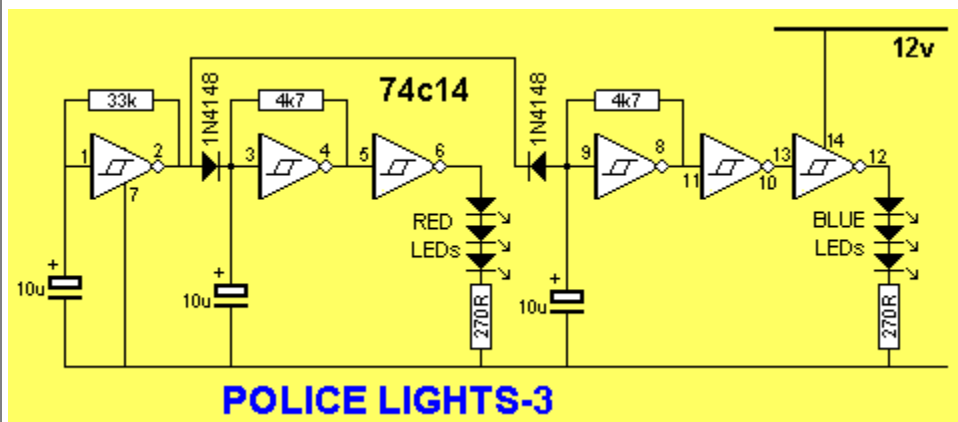 12v
74c14
1N4148
1N4148
33k
4k7
4k7
1
2
7
3
4
5
6
9
8
11
10
13
14
12
RED
LEDs
BLUE
LEDs
+
10u
+
10u
+
10u
270R
270R
POLICE LIGHTS-3